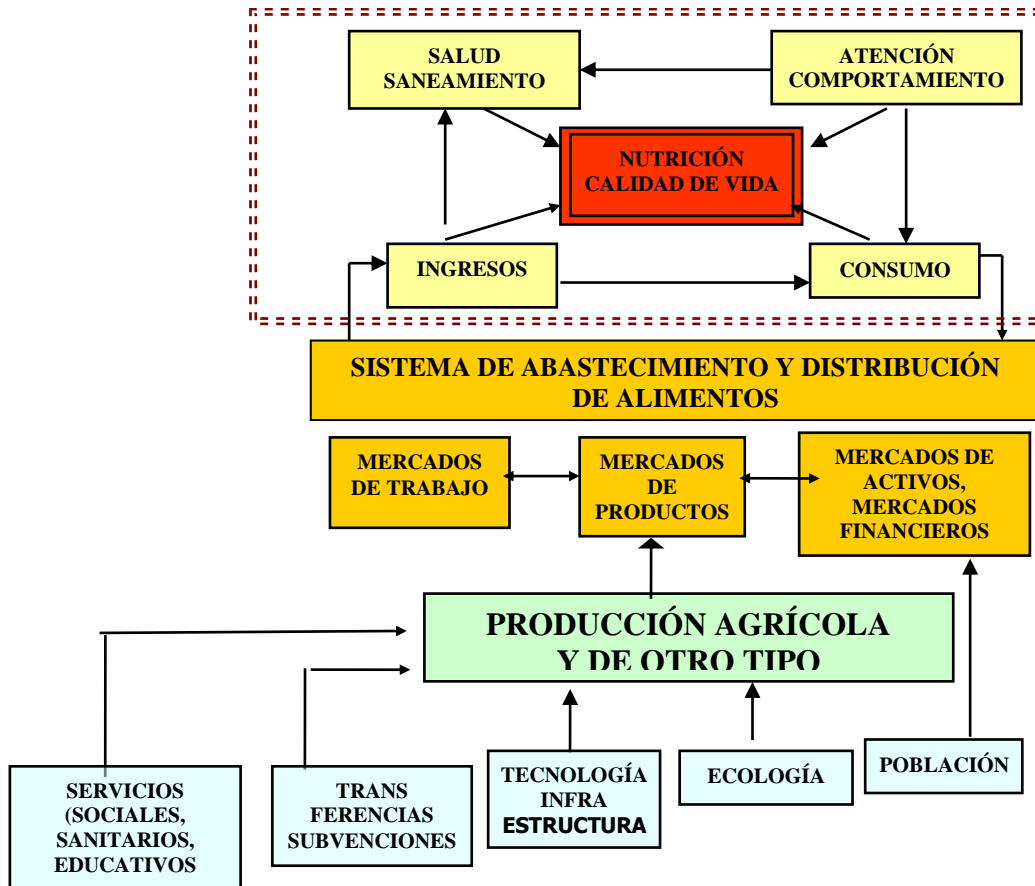 SALUD
SANEAMIENTO
ATENCIÓN
COMPORTAMIENTO
NUTRICIÓN
CALIDAD DE VIDA
INGRESOS
CONSUMO
SISTEMA DE ABASTECIMIENTO Y DISTRIBUCIÓN
DE ALIMENTOS
MERCADOS
DE TRABAJO
MERCADOS
DE
PRODUCTOS
MERCADOS DE
ACTIVOS,
MERCADOS
FINANCIEROS
PRODUCCIÓN AGRÍCOLA
Y DE OTRO TIPO
SERVICIOS
(SOCIALES,
SANITARIOS,
EDUCATIVOS
TRANS
FERENCIAS
SUBVENCIONES
TECNOLOGÍA
INFRA
ESTRUCTURA
ECOLOGÍA
POBLACIÓN